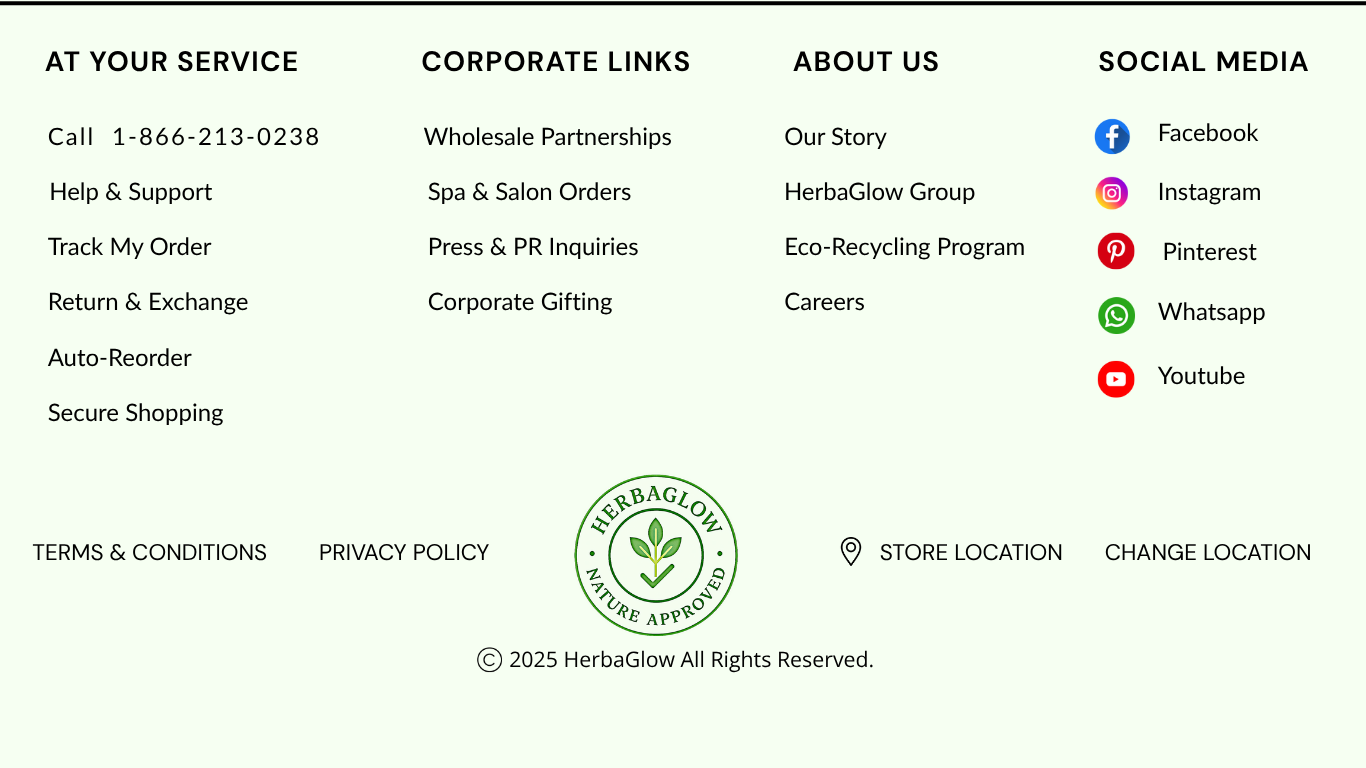 AT YOUR SERVICE
Call 1-866-213-0238
Help & Support
Track My Order
Return & Exchange
Auto-Reorder
Secure Shopping
CORPORATE LINKS
Wholesale Partnerships
Spa & Salon Orders
Press & PR Inquiries
Corporate Gifting
ABOUT US
Our Story
HerbaGlow Group
Eco-Recycling Program
Careers
SOCIAL MEDIA
Facebook
Instagram
Pinterest
Whatsapp
Youtube
TERMS & CONDITIONS
PRIVACY POLICY
HERBAGLOW
NATURE APPROVED
STORE LOCATION
CHANGE LOCATION
© 2025 HerbaGlow All Rights Reserved.